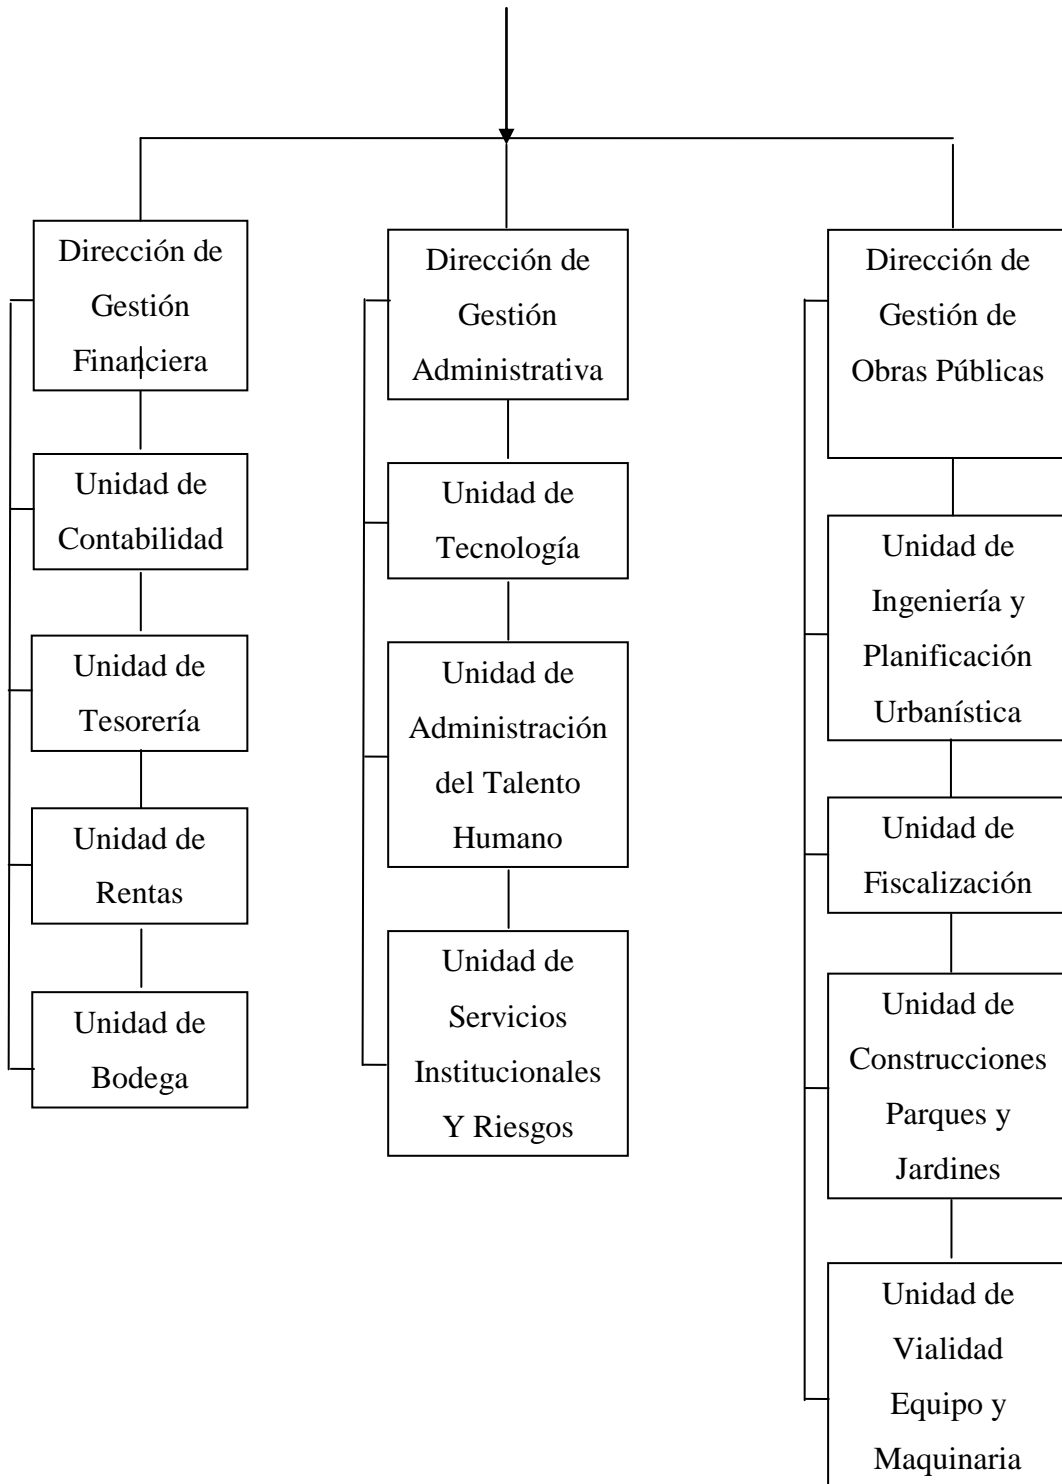 Dirección de
Gestión
Financiera
Unidad de
Contabilidad
Unidad de
Tesorería
Unidad de
Rentas
Unidad de
Bodega
Dirección de
Gestión
Administrativa
Unidad de
Tecnología
Unidad de
Administración
del Talento
Humano
Unidad de
Servicios
Institucionales
Y Riesgos
Dirección de
Gestión de
Obras Públicas
Unidad de
Ingeniería y
Planificación
Urbanística
Unidad de
Fiscalización
Unidad de
Construcciones
Parques y
Jardines
Unidad de
Vialidad
Equipo y
Maquinaria